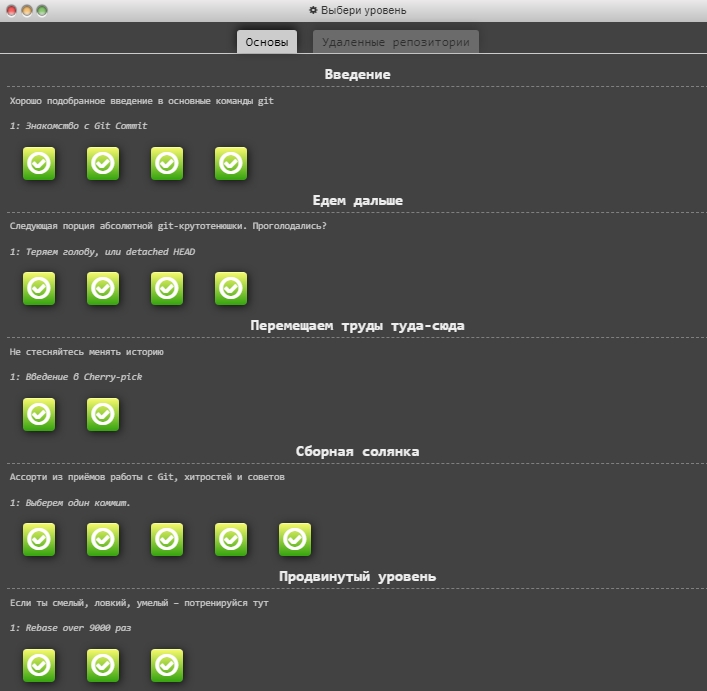 Выбери уровень
Основы
Удаленные репозитории
Введение
Хорошо подобранное введение в основные команды git
1: Знакомство с Git Commit
Едем дальше
Следующая порция абсолютной git-крутотенюшки. Проголодались?
1: Теряем голову, или detached HEAD
Перемещаем труды туда-сюда
Не стесняйтесь менять историю
1: Введение в Cherry-pick
Сборная солянка
Ассорти из приёмов работы с Git, хитростей и советов
1: Выберем один коммит.
Продвинутый уровень
Если ты смелый, ловкий, умелый – потренируйся тут
1: Rebase over 9000 раз